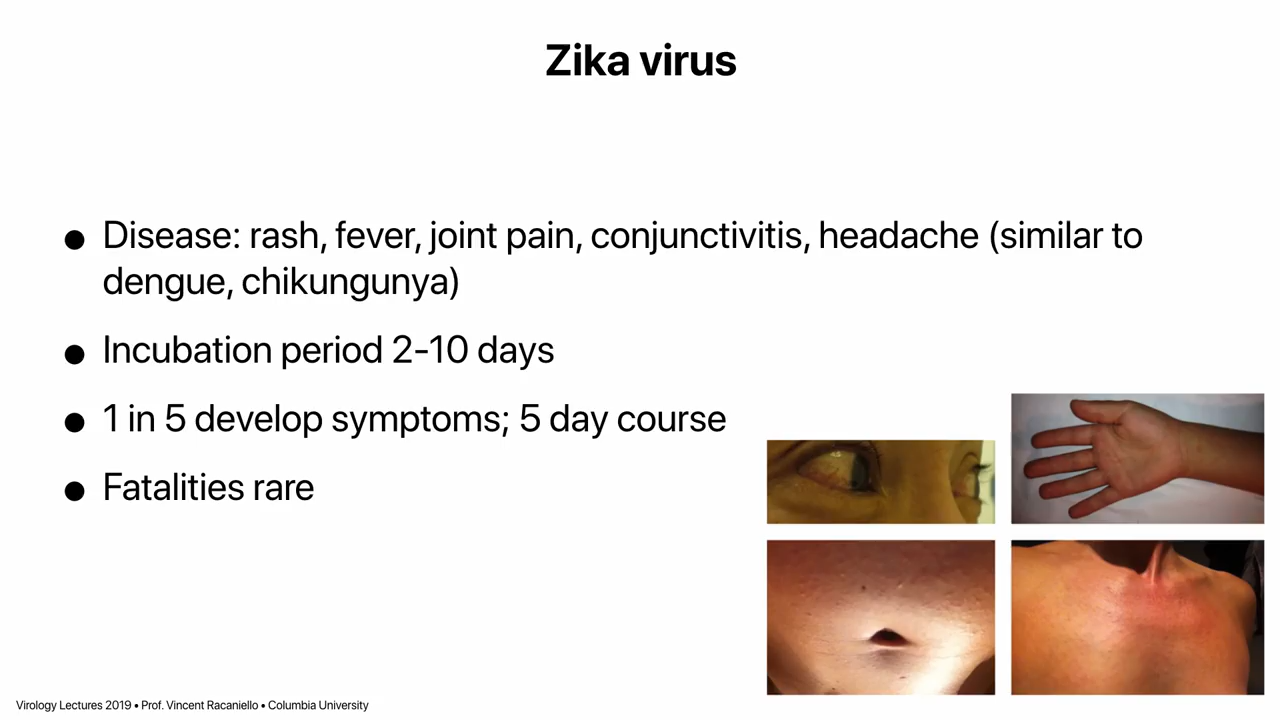 Zika virus
● Disease: rash, fever, joint pain, conjunctivitis, headache (similar to
dengue, chikungunya)
● Incubation period 2-10 days
● 1 in 5 develop symptoms; 5 day course
● Fatalities rare
Virology Lectures 2019 • Prof. Vincent Racaniello • Columbia University